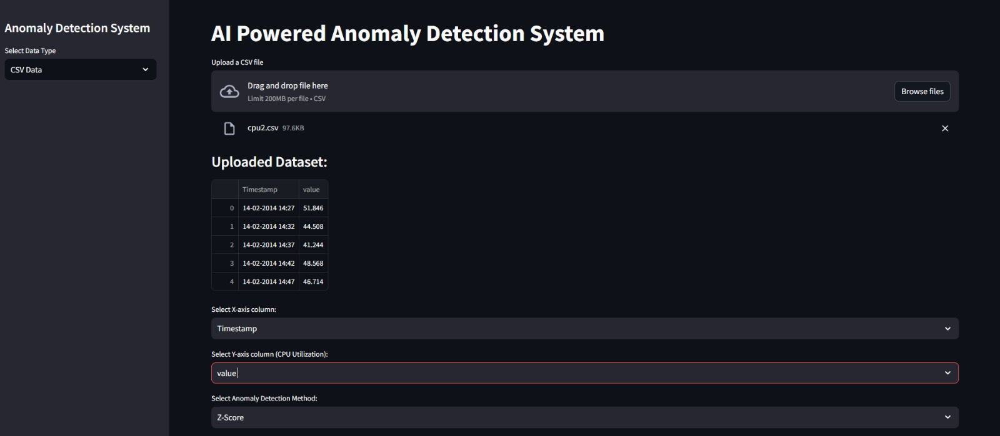 Anomaly Detection System
Select Data Type
CSV Data
AI Powered Anomaly Detection System
Upload a CSV file
Drag and drop file here
Limit 200MB per file • CSV
Browse files
cpu2.csv 97.6KB
Uploaded Dataset:
Timestamp value
0 14-02-2014 14:27 51.846
1 14-02-2014 14:32 44.508
2 14-02-2014 14:37 41.244
3 14-02-2014 14:42 48.568
4 14-02-2014 14:47 46.714
Select X-axis column:
Timestamp
Select Y-axis column (CPU Utilization):
value
Select Anomaly Detection Method:
Z-Score